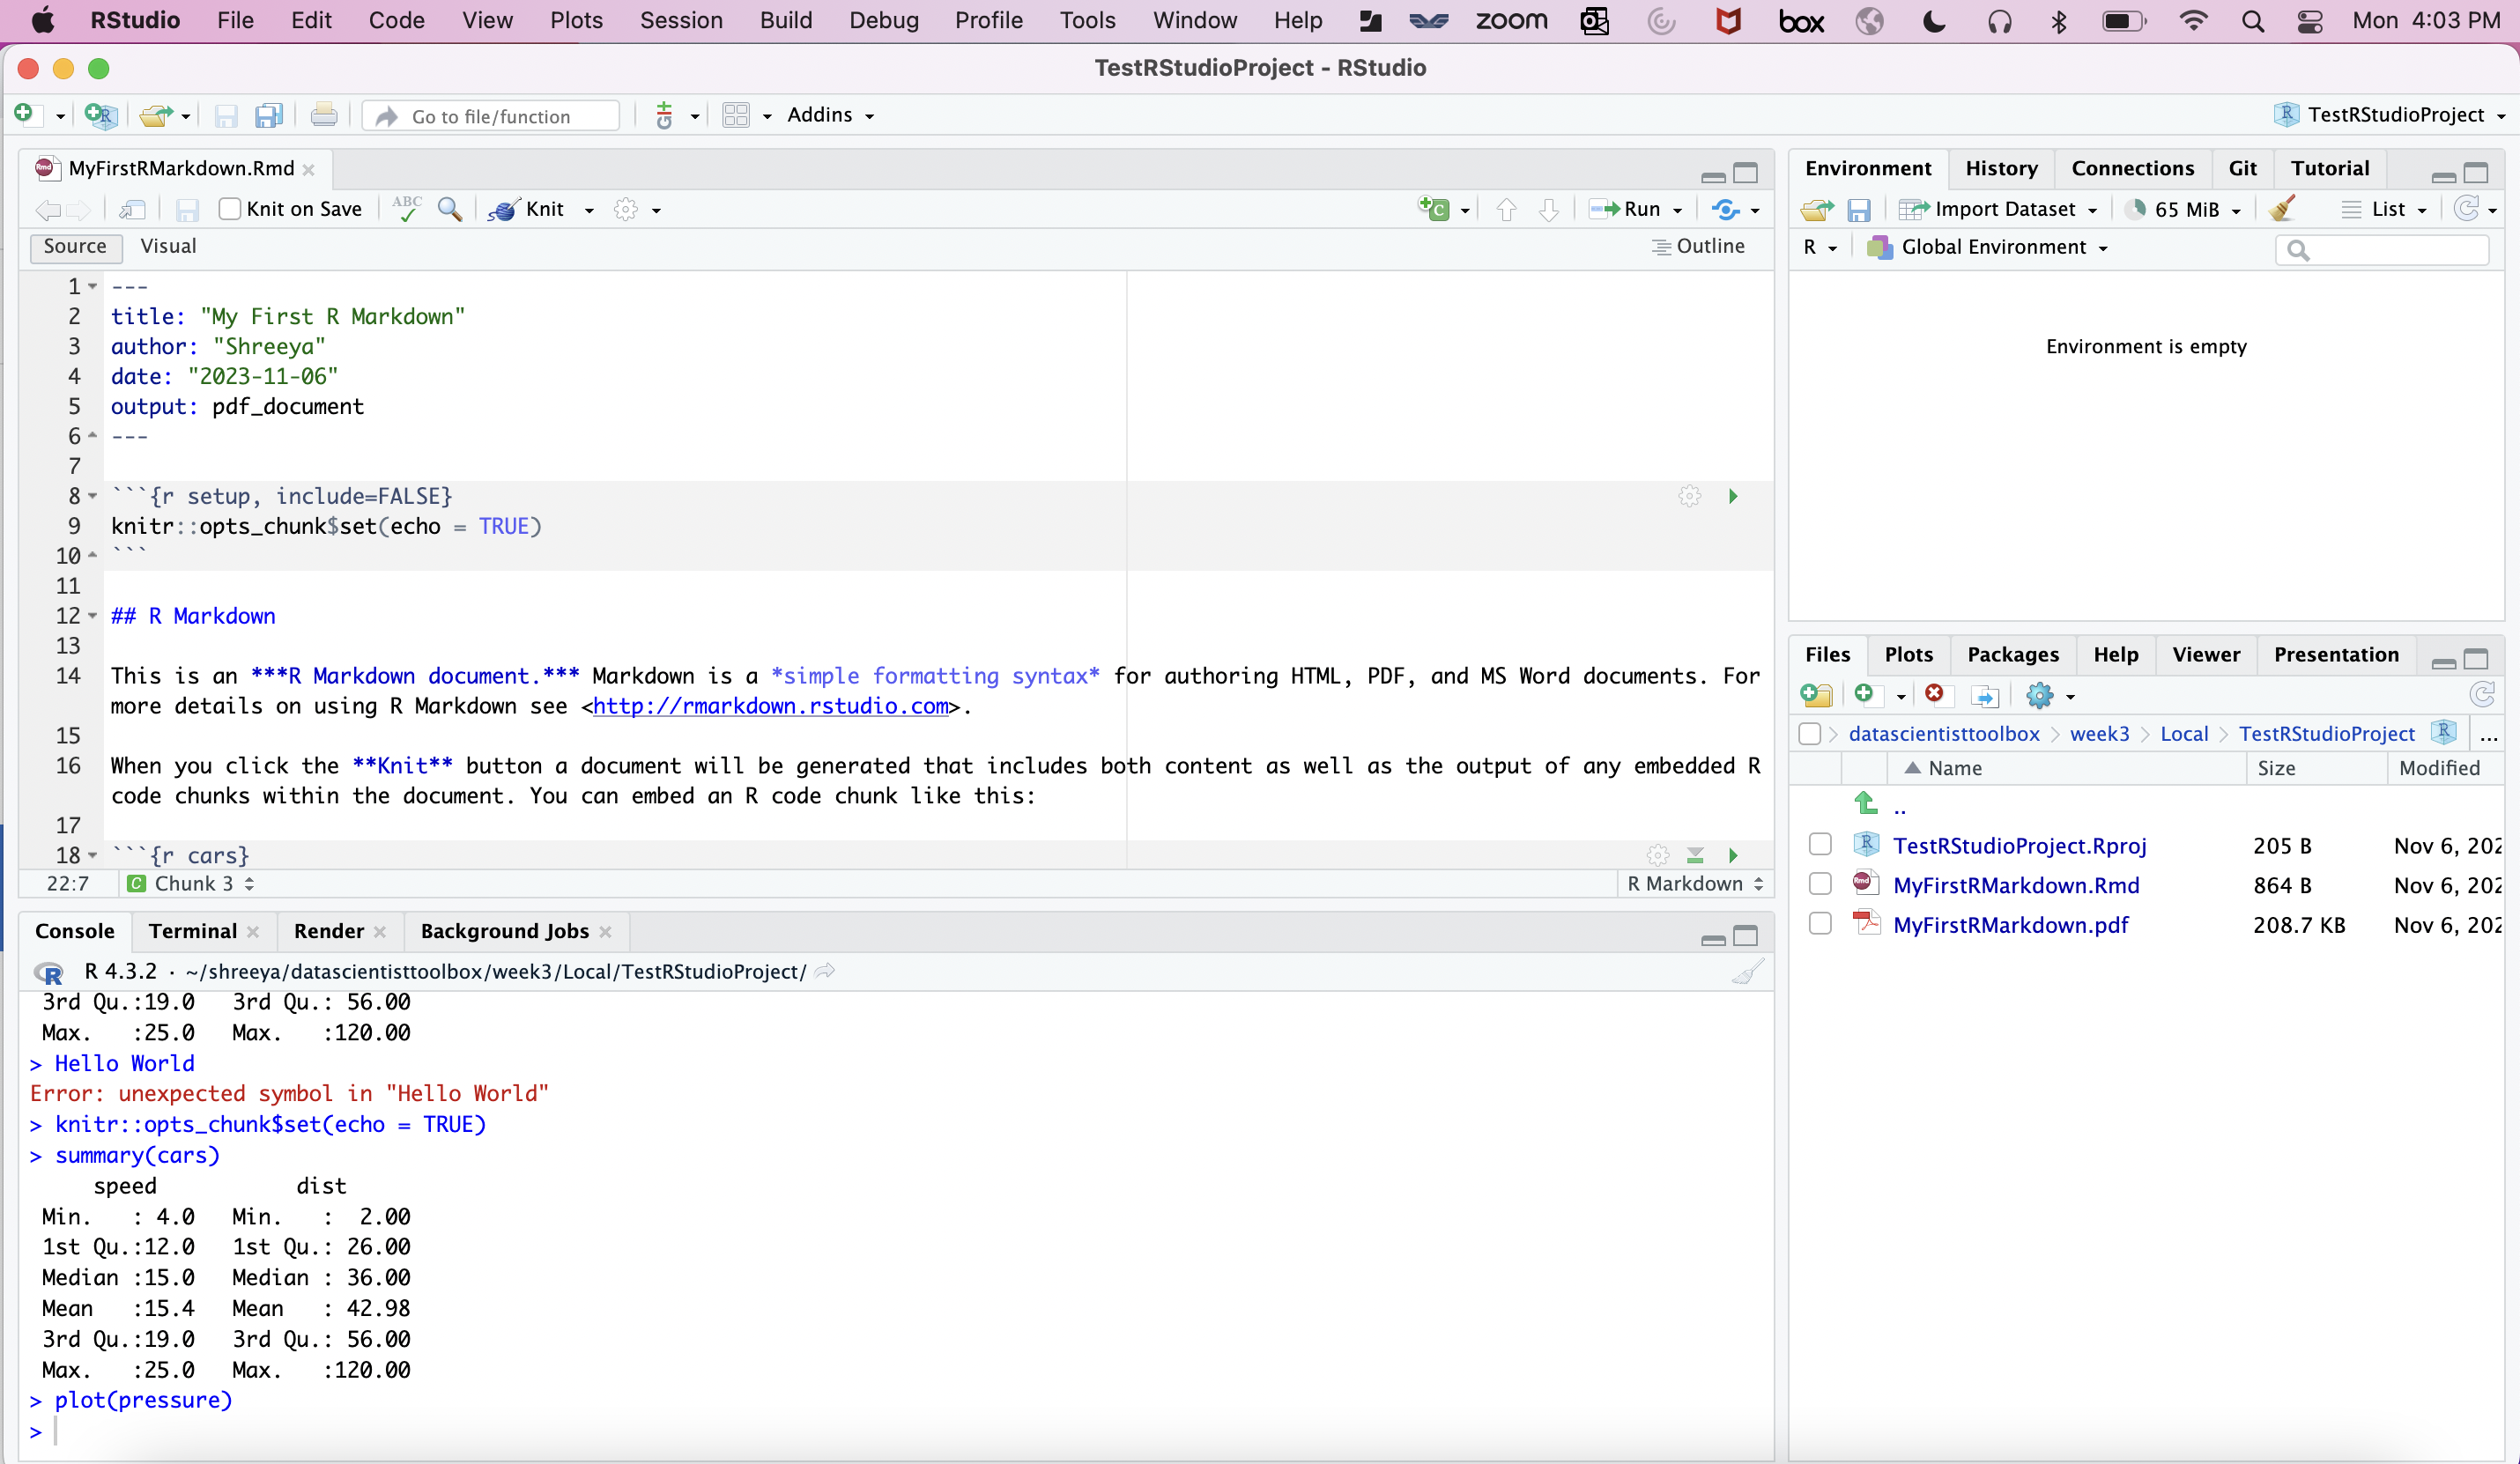 RStudio File Edit Code View Plots Session Build Debug Profile Tools Window Help zoom box Mon 4:03 PM
TestRStudioProject - RStudio
Go to file/function Git Addins TestRStudioProject
MyFirstRMarkdown.Rmd
Knit on Save ABC Knit Run
Source Visual Outline
1 ---
2 title: "My First R Markdown"
3 author: "Shreeya"
4 date: "2023-11-06"
5 output: pdf_document
6 ---
7
8 ```{r setup, include=FALSE}
9 knitr::opts_chunk$set(echo = TRUE)
10 ```
11
12 ## R Markdown
13
14 This is an ***R Markdown document.*** Markdown is a *simple formatting syntax* for authoring HTML, PDF, and MS Word documents. For
more details on using R Markdown see <http://rmarkdown.rstudio.com>.
15
16 When you click the **Knit** button a document will be generated that includes both content as well as the output of any embedded R
code chunks within the document. You can embed an R code chunk like this:
17
18 ```{r cars}
22:7 Chunk 3 R Markdown
Console Terminal Render Background Jobs
R 4.3.2 · ~/shreeya/datascientisttoolbox/week3/Local/TestRStudioProject/
3rd Qu.:19.0 3rd Qu.: 56.00
Max. :25.0 Max. :120.00
> Hello World
Error: unexpected symbol in "Hello World"
> knitr::opts_chunk$set(echo = TRUE)
> summary(cars)
speed dist
Min. : 4.0 Min. : 2.00
1st Qu.:12.0 1st Qu.: 26.00
Median :15.0 Median : 36.00
Mean :15.4 Mean : 42.98
3rd Qu.:19.0 3rd Qu.: 56.00
Max. :25.0 Max. :120.00
> plot(pressure)
>
Environment History Connections Git Tutorial
Import Dataset 65 MiB List
R Global Environment
Environment is empty
Files Plots Packages Help Viewer Presentation
datascientisttoolbox week3 Local TestRStudioProject ...
Name Size Modified
..
TestRStudioProject.Rproj 205 B Nov 6, 202
MyFirstRMarkdown.Rmd 864 B Nov 6, 202
MyFirstRMarkdown.pdf 208.7 KB Nov 6, 202